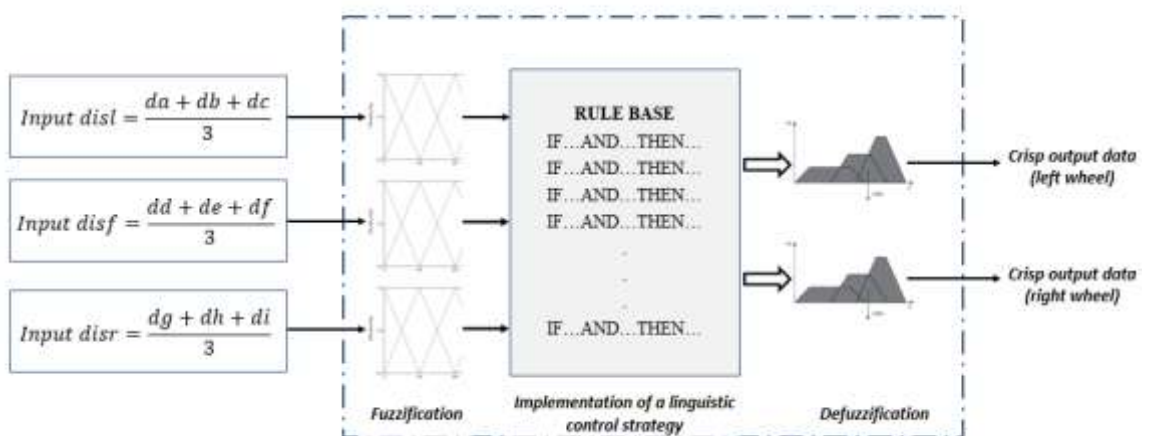 Input disl = (da + db + dc) / 3
Input disf = (dd + de + df) / 3
Input disr = (dg + dh + di) / 3
RULE BASE
IF...AND...THEN...
IF...AND...THEN...
IF...AND...THEN...
IF...AND...THEN...
.
.
.
IF...AND...THEN...
Crisp output data
(left wheel)
Crisp output data
(right wheel)
Fuzzification
Implementation of a linguistic
control strategy
Defuzzification